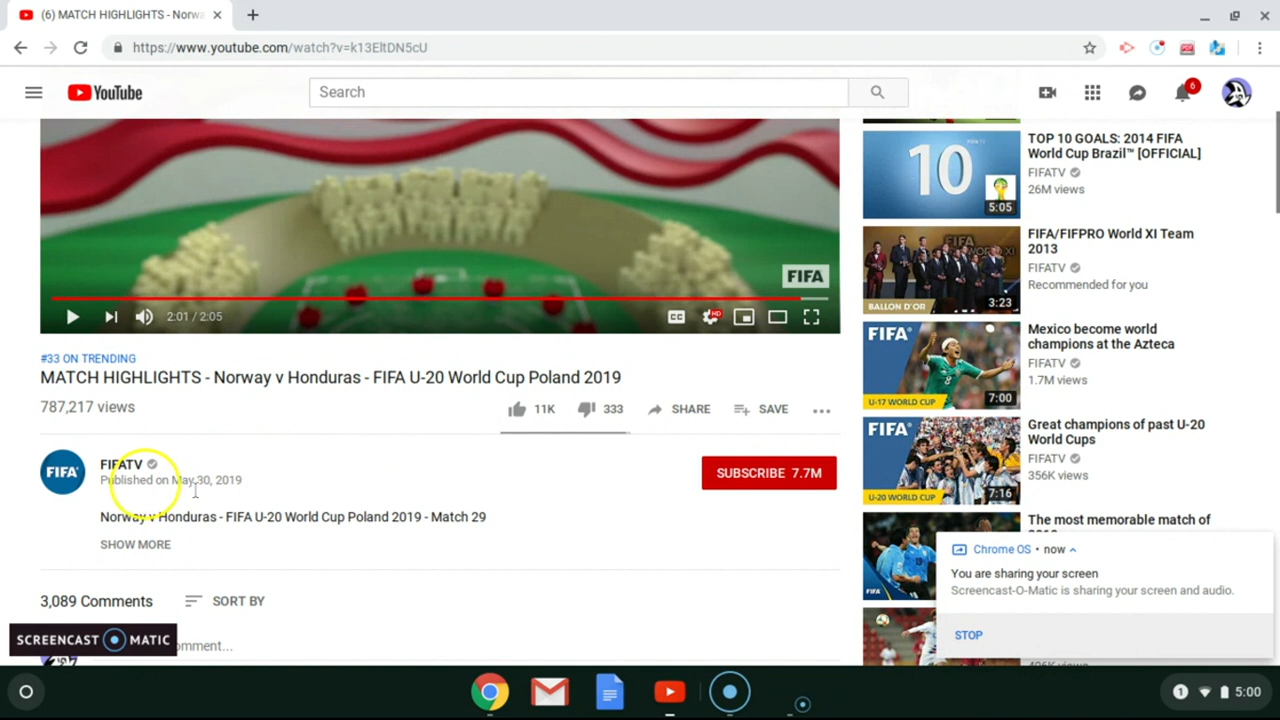 (6) MATCH HIGHLIGHTS - Norwa
https://www.youtube.com/watch?v=k13EltDN5cU
YouTube
Search
6
FIFA
2:01 / 2:05
CC
HD
#33 ON TRENDING
MATCH HIGHLIGHTS - Norway v Honduras - FIFA U-20 World Cup Poland 2019
787,217 views
11K
333
SHARE
SAVE
FIFA
FIFATV
Published on May 30, 2019
SUBSCRIBE 7.7M
Norway v Honduras - FIFA U-20 World Cup Poland 2019 - Match 29
SHOW MORE
3,089 Comments
SORT BY
mment...
SCREENCAST MATIC
10
5:05
TOP 10 GOALS: 2014 FIFA
World Cup Brazil™ [OFFICIAL]
FIFATV
26M views
FIFA
BALLON D'OR
3:23
FIFA/FIFPRO World XI Team
2013
FIFATV
Recommended for you
FIFA
U-17 WORLD CUP
7:00
Mexico become world
champions at the Azteca
FIFATV
1.7M views
FIFA
U-20 WORLD CUP
7:16
Great champions of past U-20
World Cups
FIFATV
356K views
FIFA
The most memorable match of
Chrome OS • now
You are sharing your screen
Screencast-O-Matic is sharing your screen and audio.
STOP
1
5:00